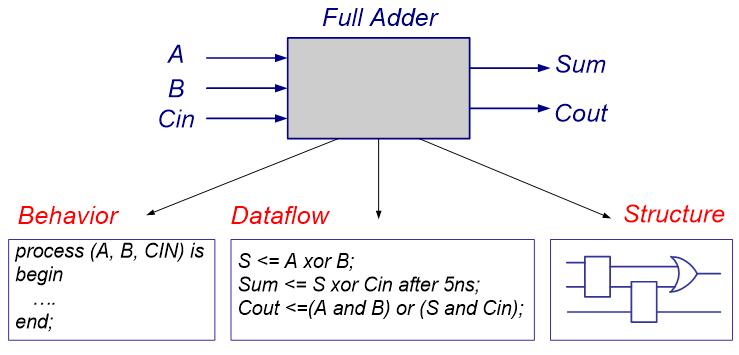 Full Adder
A
B
Cin
Sum
Cout
Behavior
process (A, B, CIN) is
begin
....
end;
Dataflow
S <= A xor B;
Sum <= S xor Cin after 5ns;
Cout <=(A and B) or (S and Cin);
Structure